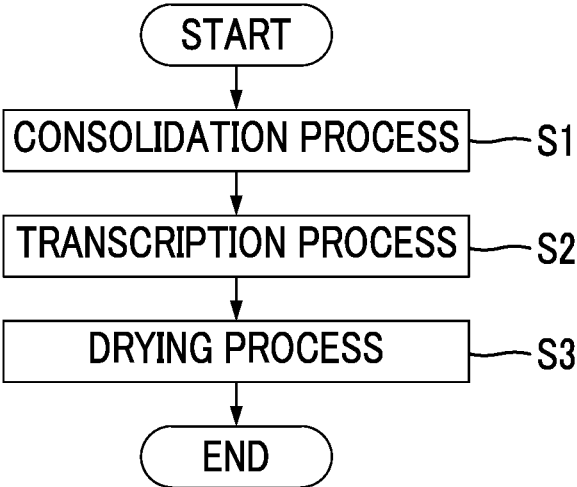 START
CONSOLIDATION PROCESS S1
TRANSCRIPTION PROCESS S2
DRYING PROCESS S3
END